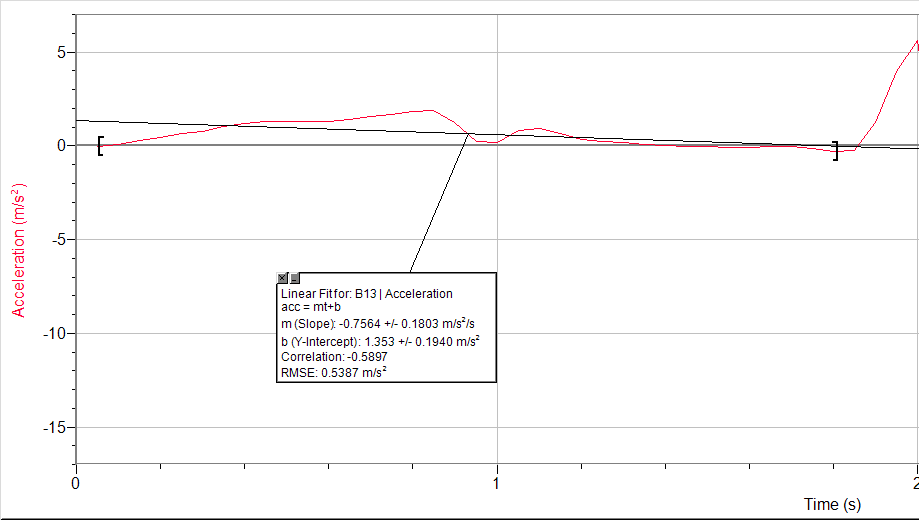 5
0
-5
-10
-15
Acceleration (m/s²)
Linear Fit for: B13 | Acceleration
acc = mt+b
m (Slope): -0.7564 +/- 0.1803 m/s²/s
b (Y-Intercept): 1.353 +/- 0.1940 m/s²
Correlation: -0.5897
RMSE: 0.5387 m/s²
0 1 2
Time (s)